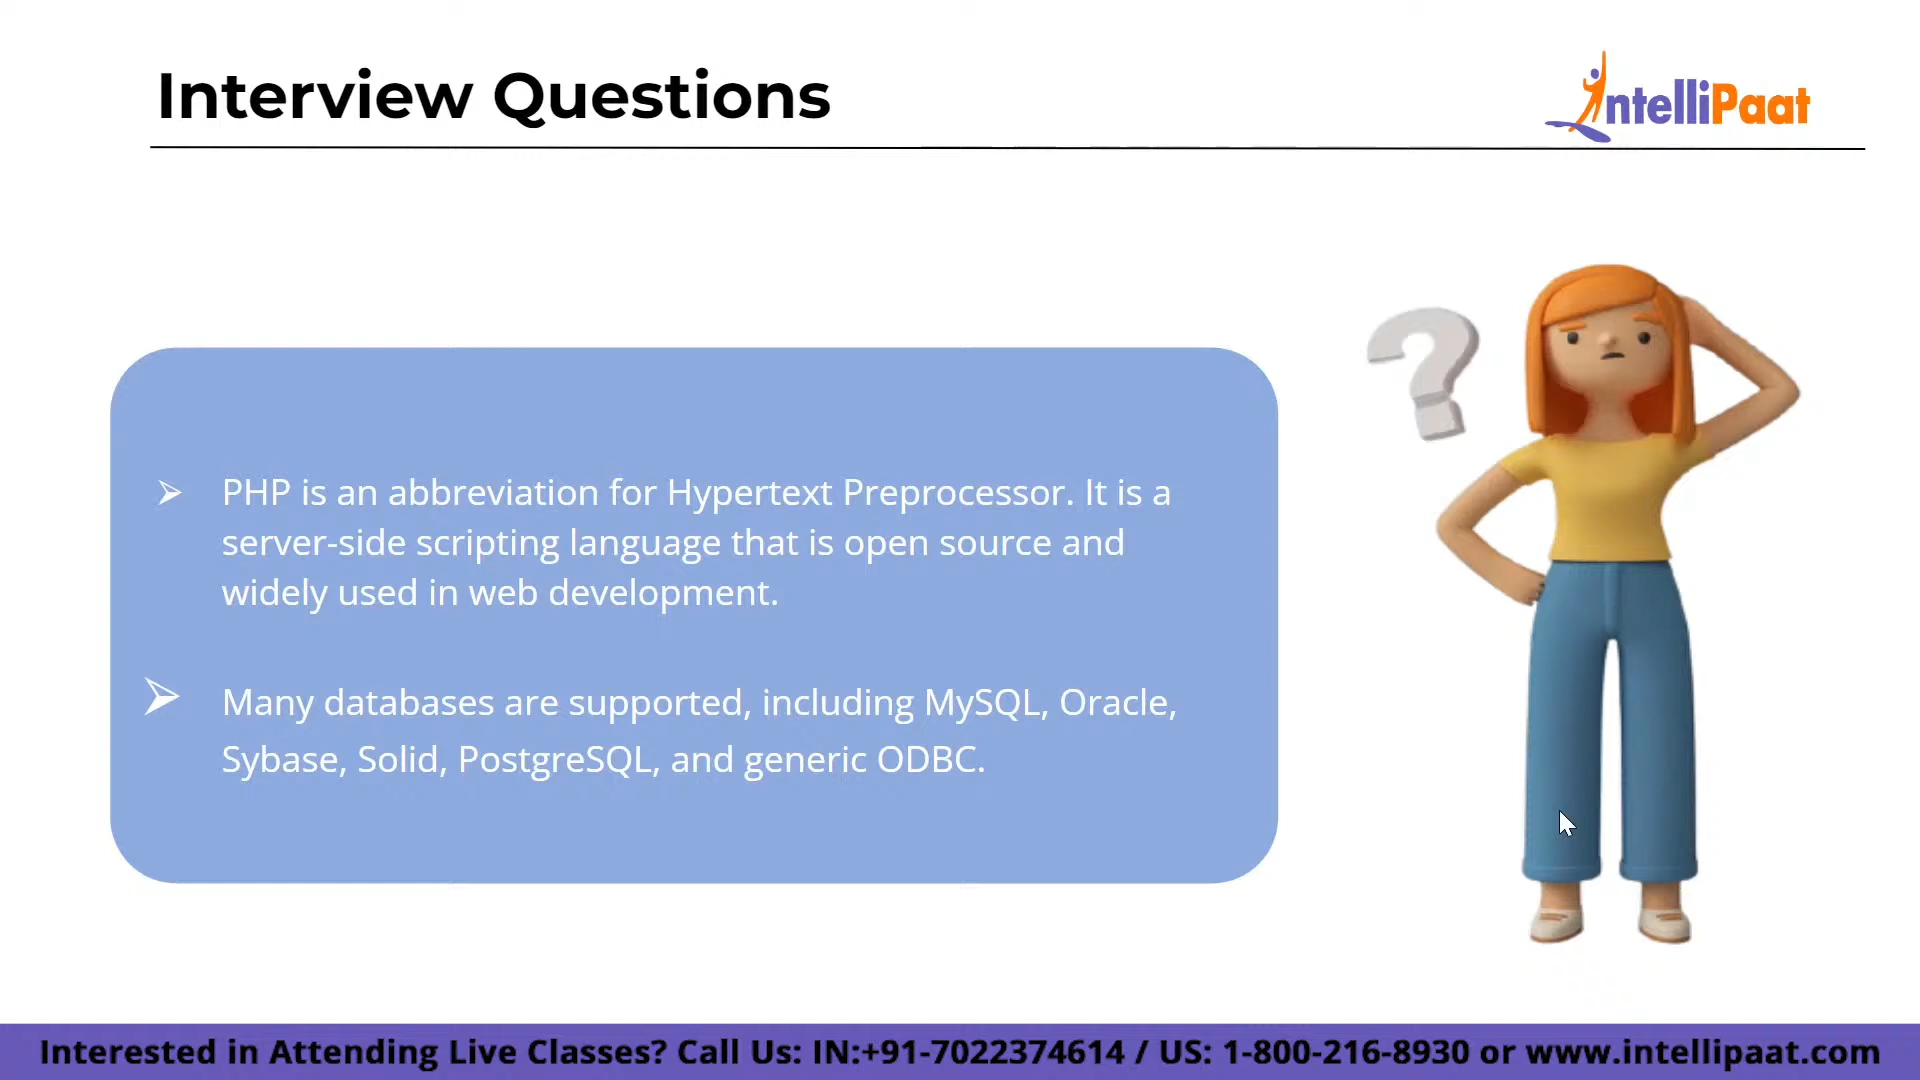 Interview Questions
IntelliPaat
PHP is an abbreviation for Hypertext Preprocessor. It is a
server-side scripting language that is open source and
widely used in web development.
Many databases are supported, including MySQL, Oracle,
Sybase, Solid, PostgreSQL, and generic ODBC.
?
Interested in Attending Live Classes? Call Us: IN:+91-7022374614 / US: 1-800-216-8930 or www.intellipaat.com